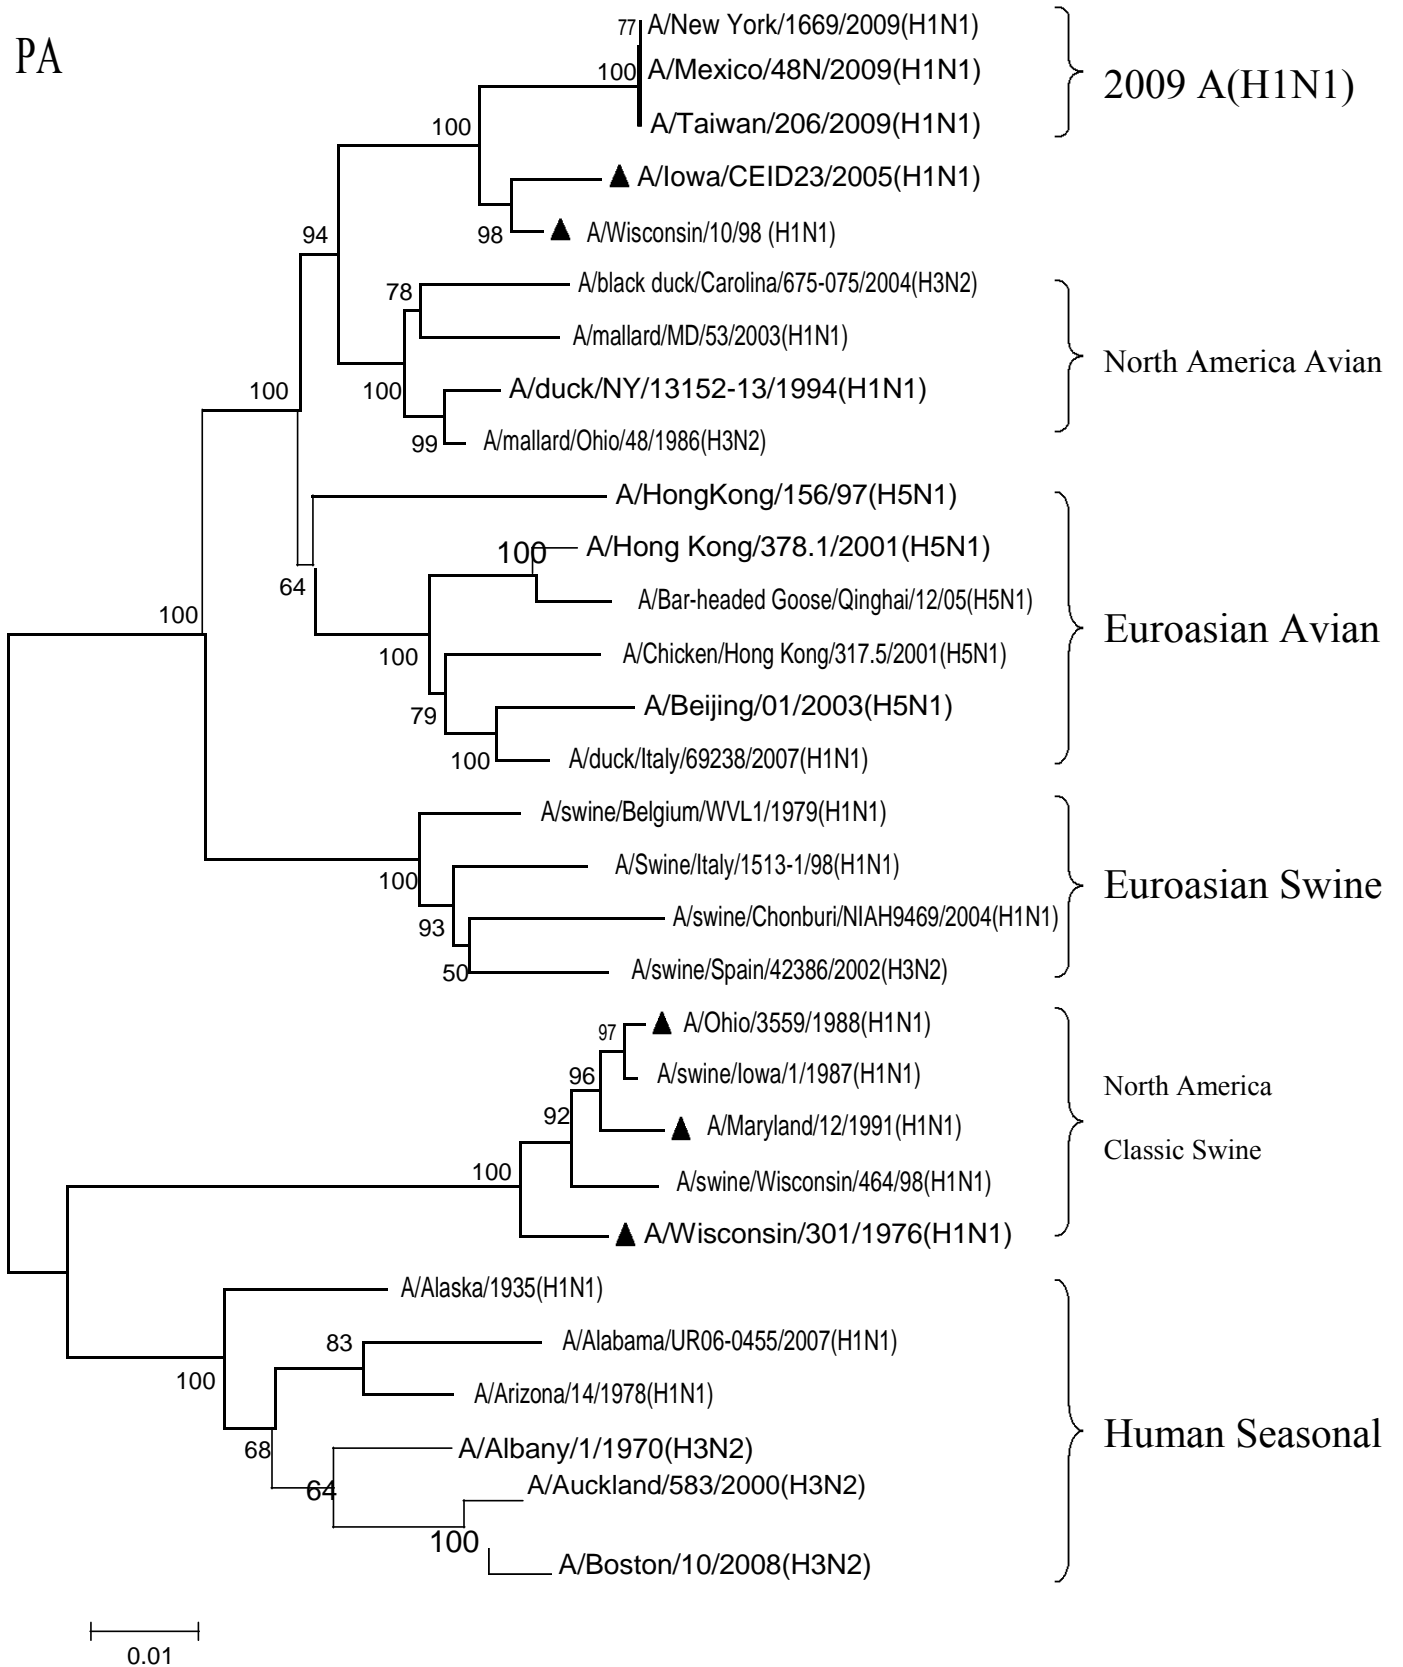 PA
77
A/New York/1669/2009(H1N1)
100
A/Mexico/48N/2009(H1N1)
2009 A(H1N1)
A/Taiwan/206/2009(H1N1)
100
A/Iowa/CEID23/2005(H1N1)
98
A/Wisconsin/10/98 (H1N1)
94
A/black duck/Carolina/675-075/2004(H3N2)
78
A/mallard/MD/53/2003(H1N1)
North America Avian
100
A/duck/NY/13152-13/1994(H1N1)
100
99
A/mallard/Ohio/48/1986(H3N2)
A/HongKong/156/97(H5N1)
100
A/Hong Kong/378.1/2001(H5N1)
64
A/Bar-headed Goose/Qinghai/12/05(H5N1)
100
Euroasian Avian
100
A/Chicken/Hong Kong/317.5/2001(H5N1)
79
A/Beijing/01/2003(H5N1)
100
A/duck/Italy/69238/2007(H1N1)
A/swine/Belgium/WVL1/1979(H1N1)
100
A/Swine/Italy/1513-1/98(H1N1)
Euroasian Swine
93
A/swine/Chonburi/NIAH9469/2004(H1N1)
50
A/swine/Spain/42386/2002(H3N2)
97
A/Ohio/3559/1988(H1N1)
96
A/swine/Iowa/1/1987(H1N1)
North America
92
A/Maryland/12/1991(H1N1)
Classic Swine
100
A/swine/Wisconsin/464/98(H1N1)
A/Wisconsin/301/1976(H1N1)
A/Alaska/1935(H1N1)
83
A/Alabama/UR06-0455/2007(H1N1)
100
A/Arizona/14/1978(H1N1)
68
A/Albany/1/1970(H3N2)
Human Seasonal
64
A/Auckland/583/2000(H3N2)
100
A/Boston/10/2008(H3N2)
0.01